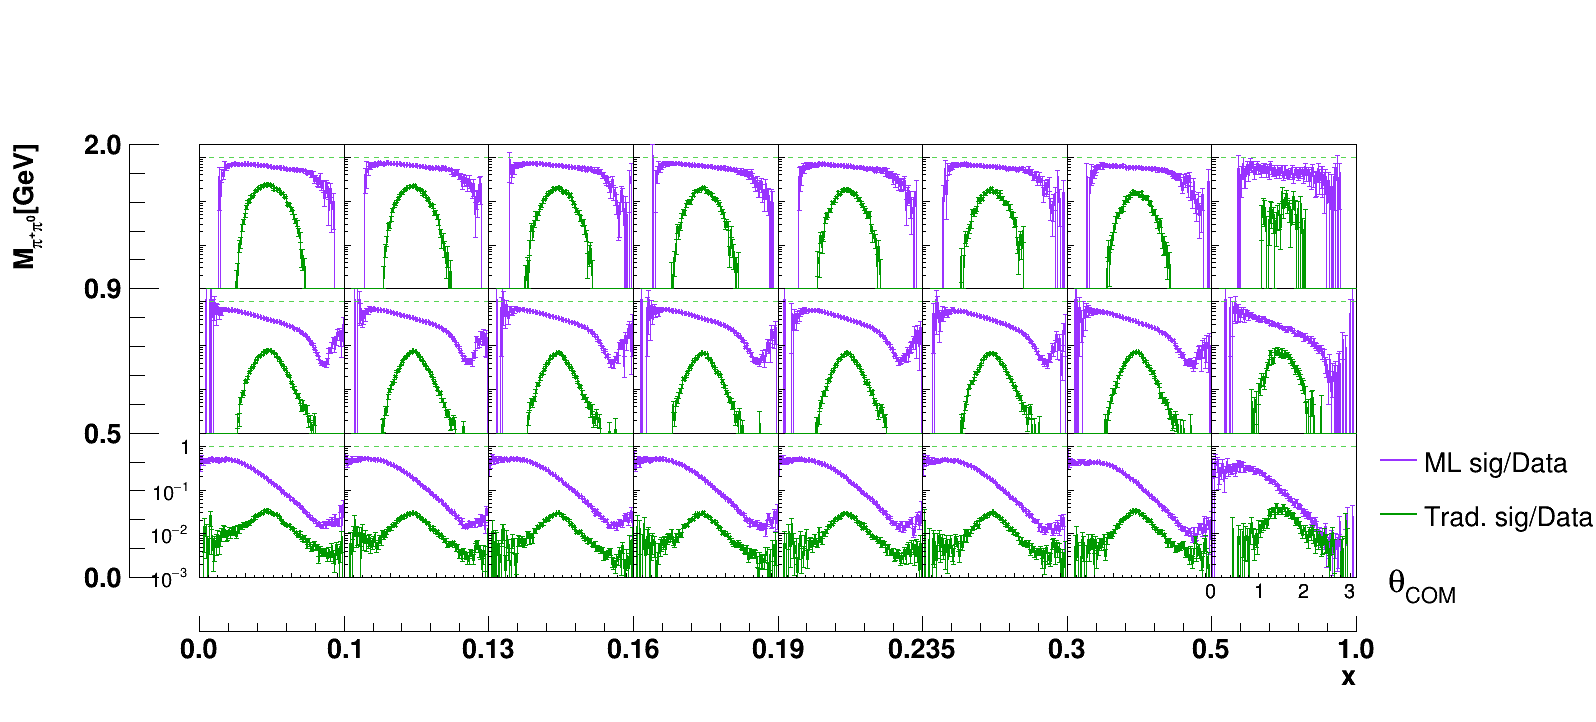 M π⁺π⁰ [GeV]
2.0
0.9
0.5
0.0
1
10⁻¹
10⁻²
10⁻³
ML sig/Data
Trad. sig/Data
0 1 2 3
θCOM
0.0 0.1 0.13 0.16 0.19 0.235 0.3 0.5 1.0
x